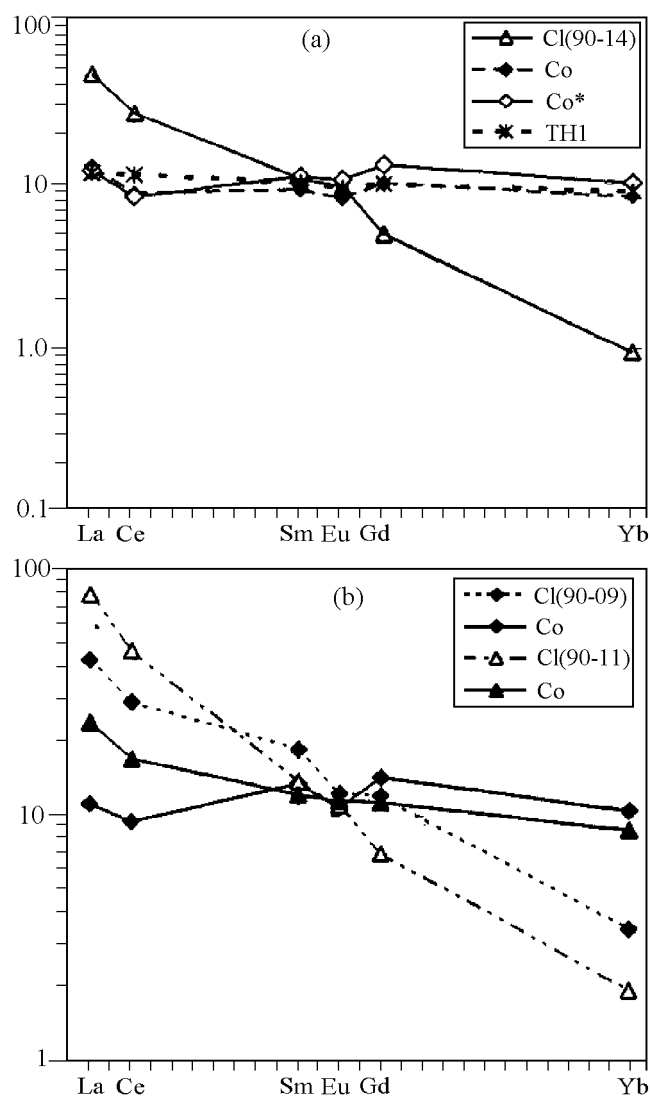 100
(a)
Cl(90-14)
Co
Co*
TH1
10
1.0
0.1
La Ce Sm Eu Gd Yb
100
(b)
Cl(90-09)
Co
Cl(90-11)
Co
10
1
La Ce Sm Eu Gd Yb